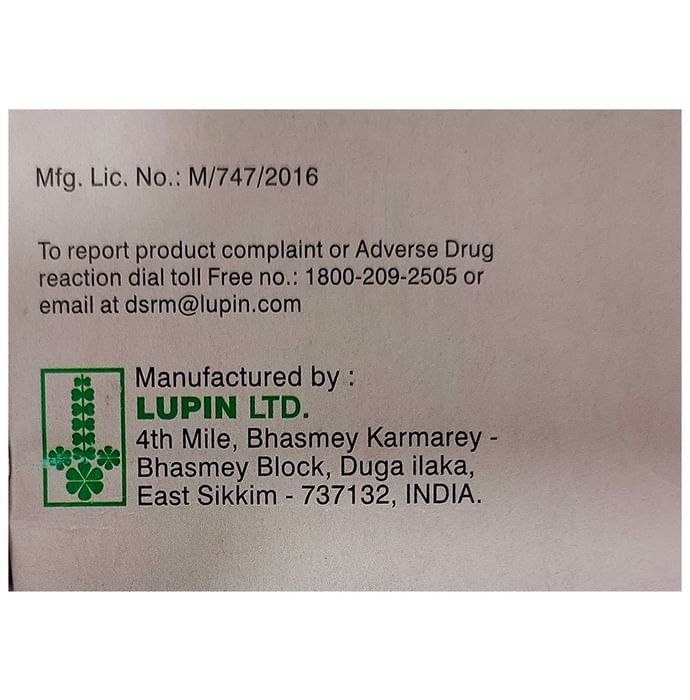 Mfg. Lic. No.: M/747/2016
To report product complaint or Adverse Drug
reaction dial toll Free no.: 1800-209-2505 or
email at dsrm@lupin.com
Manufactured by :
LUPIN LTD.
4th Mile, Bhasmey Karmarey -
Bhasmey Block, Duga ilaka,
East Sikkim - 737132, INDIA.